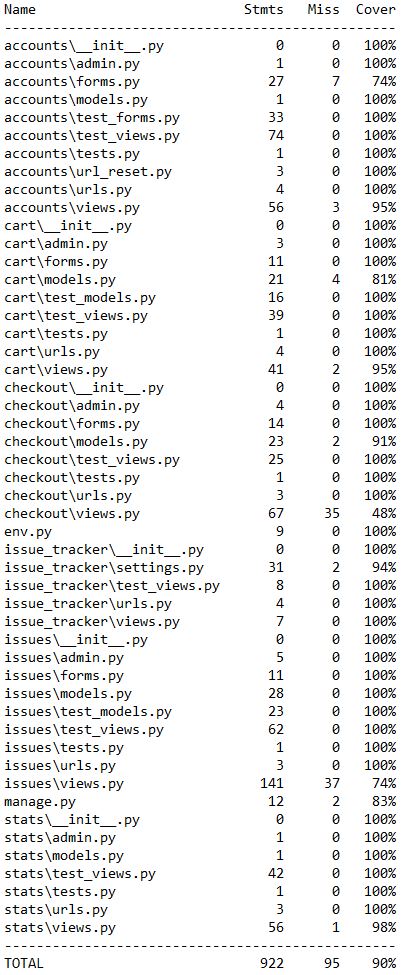 Name Stmts Miss Cover
-----------------------------------------------
accounts\__init__.py 0 0 100%
accounts\admin.py 1 0 100%
accounts\forms.py 27 7 74%
accounts\models.py 1 0 100%
accounts\test_forms.py 33 0 100%
accounts\test_views.py 74 0 100%
accounts\tests.py 1 0 100%
accounts\url_reset.py 3 0 100%
accounts\urls.py 4 0 100%
accounts\views.py 56 3 95%
cart\__init__.py 0 0 100%
cart\admin.py 3 0 100%
cart\forms.py 11 0 100%
cart\models.py 21 4 81%
cart\test_models.py 16 0 100%
cart\test_views.py 39 0 100%
cart\tests.py 1 0 100%
cart\urls.py 4 0 100%
cart\views.py 41 2 95%
checkout\__init__.py 0 0 100%
checkout\admin.py 4 0 100%
checkout\forms.py 14 0 100%
checkout\models.py 23 2 91%
checkout\test_views.py 25 0 100%
checkout\tests.py 1 0 100%
checkout\urls.py 3 0 100%
checkout\views.py 67 35 48%
env.py 9 0 100%
issue_tracker\__init__.py 0 0 100%
issue_tracker\settings.py 31 2 94%
issue_tracker\test_views.py 8 0 100%
issue_tracker\urls.py 4 0 100%
issue_tracker\views.py 7 0 100%
issues\__init__.py 0 0 100%
issues\admin.py 5 0 100%
issues\forms.py 11 0 100%
issues\models.py 28 0 100%
issues\test_models.py 23 0 100%
issues\test_views.py 62 0 100%
issues\tests.py 1 0 100%
issues\urls.py 3 0 100%
issues\views.py 141 37 74%
manage.py 12 2 83%
stats\__init__.py 0 0 100%
stats\admin.py 1 0 100%
stats\models.py 1 0 100%
stats\test_views.py 42 0 100%
stats\tests.py 1 0 100%
stats\urls.py 3 0 100%
stats\views.py 56 1 98%
-----------------------------------------------
TOTAL 922 95 90%